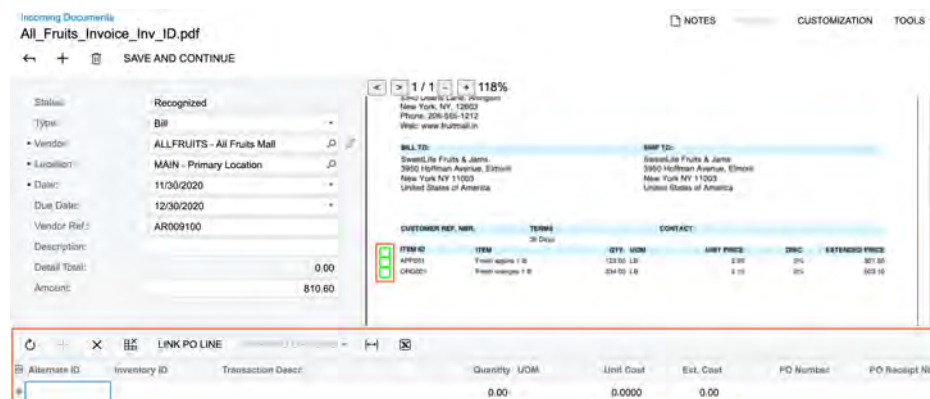 Incoming Documents
All_Fruits_Invoice_Inv_ID.pdf
NOTES CUSTOMIZATION TOOLS
SAVE AND CONTINUE
< > 1 / 1 - + 118%
Status: Recognized
Type: Bill
Vendor: ALLFRUITS - All Fruits Mall
Location: MAIN - Primary Location
Date: 11/30/2020
Due Date: 12/30/2020
Vendor Ref.: AR009100
Description:
Detail Total: 0.00
Amount: 810.60
New York, NY, 12603
Phone: 206-555-1212
Web: www.fruitmall.in
BILL TO: SHIP TO:
SweetLife Fruits & Jams SweetLife Fruits & Jams
3950 Hoffman Avenue, Elmont 3950 Hoffman Avenue, Elmont
New York NY 11003 New York NY 11003
United States of America United States of America
CUSTOMER REF. NBR. TERMS CONTACT
30 Days
ITEM ID ITEM QTY. UOM UNIT PRICE DISC. EXTENDED PRICE
Fresh apples 1 lb LB 0%
ORG001 Fresh oranges 1 lb 234.00 LB 2.15 0% 503.10
LINK PO LINE
Alternate ID Inventory ID Transaction Descr. Quantity UOM Unit Cost Ext. Cost PO Number PO Receipt
0.00 0.0000 0.00